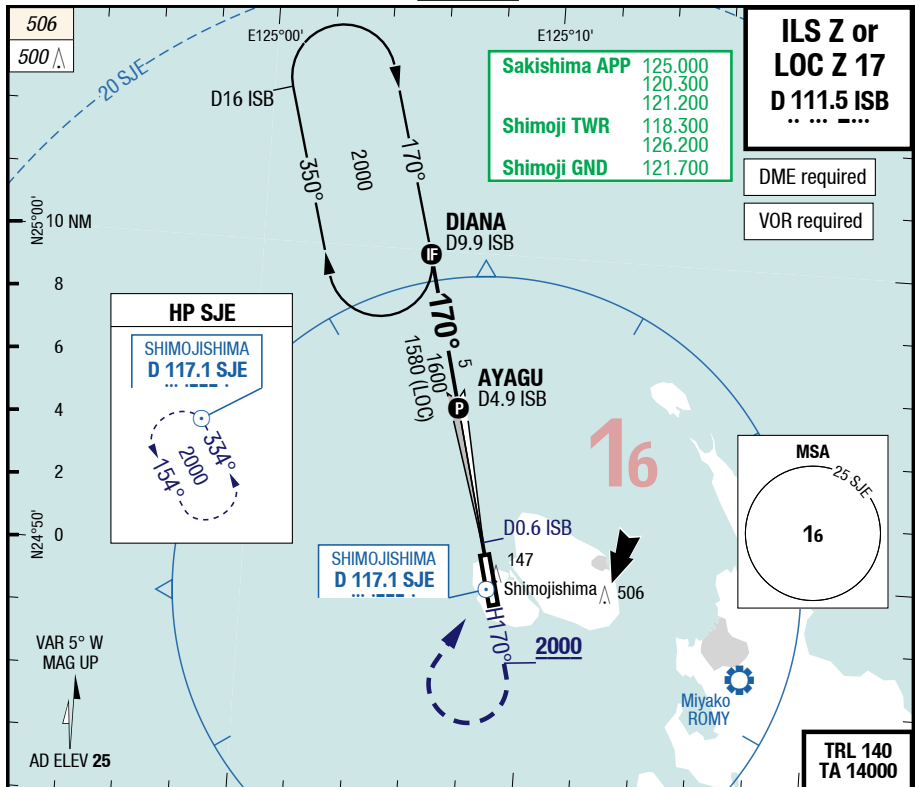 506
500
20 SJE
E125°00'
E125°10'
ILS Z or
LOC Z 17
D 111.5 ISB
Sakishima APP 125.000
120.300
121.200
Shimoji TWR 118.300
126.200
Shimoji GND 121.700
DME required
VOR required
D16 ISB
350°
2000
170°
N25°00'
10 NM
8
6
4
2
0
N24°50'
DIANA
D9.9 ISB
IF
170°
5
1600
1580 (LOC)
AYAGU
D4.9 ISB
P
HP SJE
SHIMOJISHIMA
D 117.1 SJE
334°
2000
154°
16
MSA
25 SJE
16
D0.6 ISB
SHIMOJISHIMA
D 117.1 SJE
147
Shimojishima
506
H170°
2000
Miyako
ROMY
VAR 5° W
MAG UP
AD ELEV 25
TRL 140
TA 14000